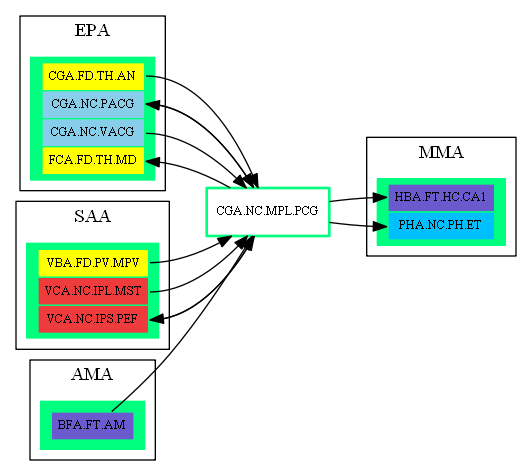 EPA
CGA.FD.TH.AN
CGA.NC.PACG
CGA.NC.VACG
FCA.FD.TH.MD
SAA
VBA.FD.PV.MPV
VCA.NC.IPL.MST
VCA.NC.IPS.PEF
AMA
BFA.FT.AM
CGA.NC.MPL.PCG
MMA
HBA.FT.HC.CA1
PHA.NC.PH.ET